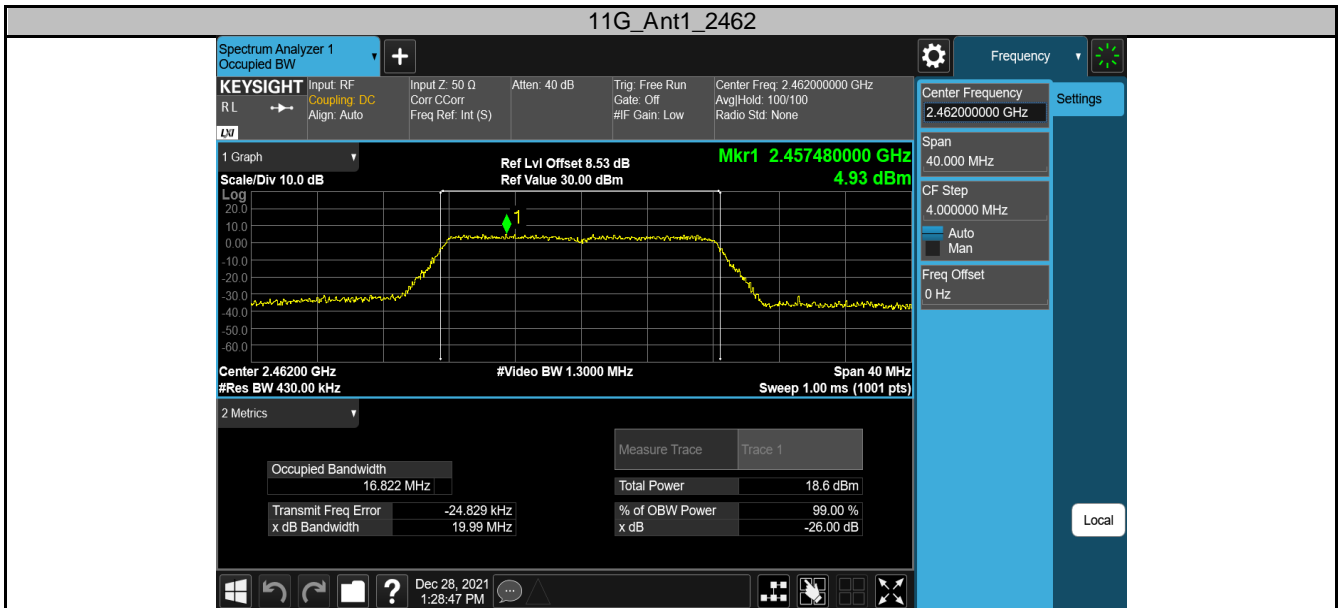 11G_Ant1_2462
Spectrum Analyzer 1
Occupied BW
Frequency
KEYSIGHT
R L
LXI
Input: RF
Coupling: DC
Align: Auto
Input Z: 50 Ω
Corr CCorr
Freq Ref: Int (S)
Atten: 40 dB
Trig: Free Run
Gate: Off
#IF Gain: Low
Center Freq: 2.462000000 GHz
Avg|Hold: 100/100
Radio Std: None
Center Frequency
2.462000000 GHz
Settings
Span
40.000 MHz
CF Step
4.000000 MHz
Auto
Man
Freq Offset
0 Hz
1 Graph
Scale/Div 10.0 dB
Ref Lvl Offset 8.53 dB
Ref Value 30.00 dBm
Mkr1 2.457480000 GHz
4.93 dBm
Log
20.0
10.0
0.00
-10.0
-20.0
-30.0
-40.0
-50.0
-60.0
1
Center 2.46200 GHz
#Res BW 430.00 kHz
#Video BW 1.3000 MHz
Span 40 MHz
Sweep 1.00 ms (1001 pts)
2 Metrics
Measure Trace Trace 1
Occupied Bandwidth
16.822 MHz
Total Power 18.6 dBm
Transmit Freq Error -24.829 kHz
% of OBW Power 99.00 %
x dB Bandwidth 19.99 MHz
x dB -26.00 dB
Local
Dec 28, 2021
1:28:47 PM